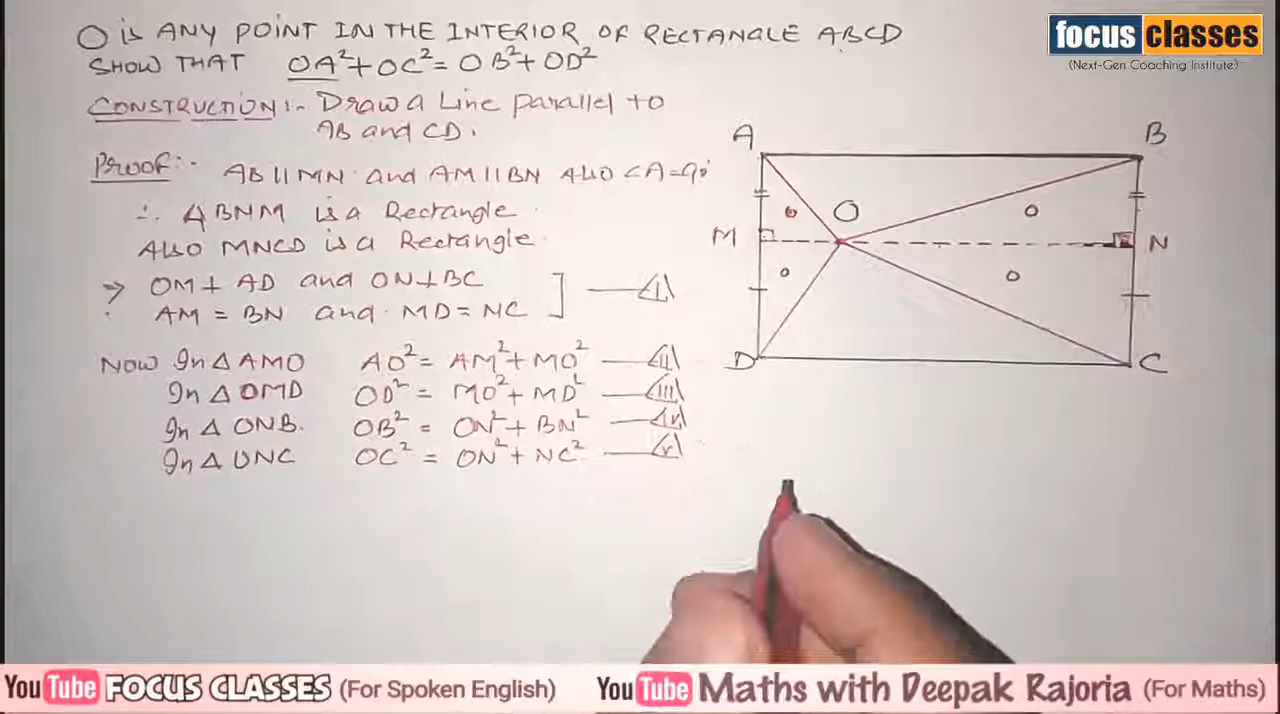 O IS ANY POINT IN THE INTERIOR OF RECTANGLE ABCD
SHOW THAT OA²+OC²=OB²+OD²
CONSTRUCTION:- Draw a Line parallel to
AB and CD.
Proof:- AB||MN and AM||BN Also <A=90°
∴ ABNM is a Rectangle.
ALSO MNCD is a Rectangle.
⇒ OM⊥AD and ON⊥BC
AM = BN and MD = NC ——(i)
NOW In Δ AMO AO² = AM²+MO² —(ii)
In Δ OMD OD² = MO²+MD² —(iii)
In Δ ONB. OB² = ON²+BN² —(iv)
In Δ ONC OC² = ON²+NC² —(v)
A
B
M
O
N
D
C
focus classes
(Next-Gen Coaching Institute)
YouTube FOCUS CLASSES (For Spoken English) YouTube Maths with Deepak Rajoria (For Maths)